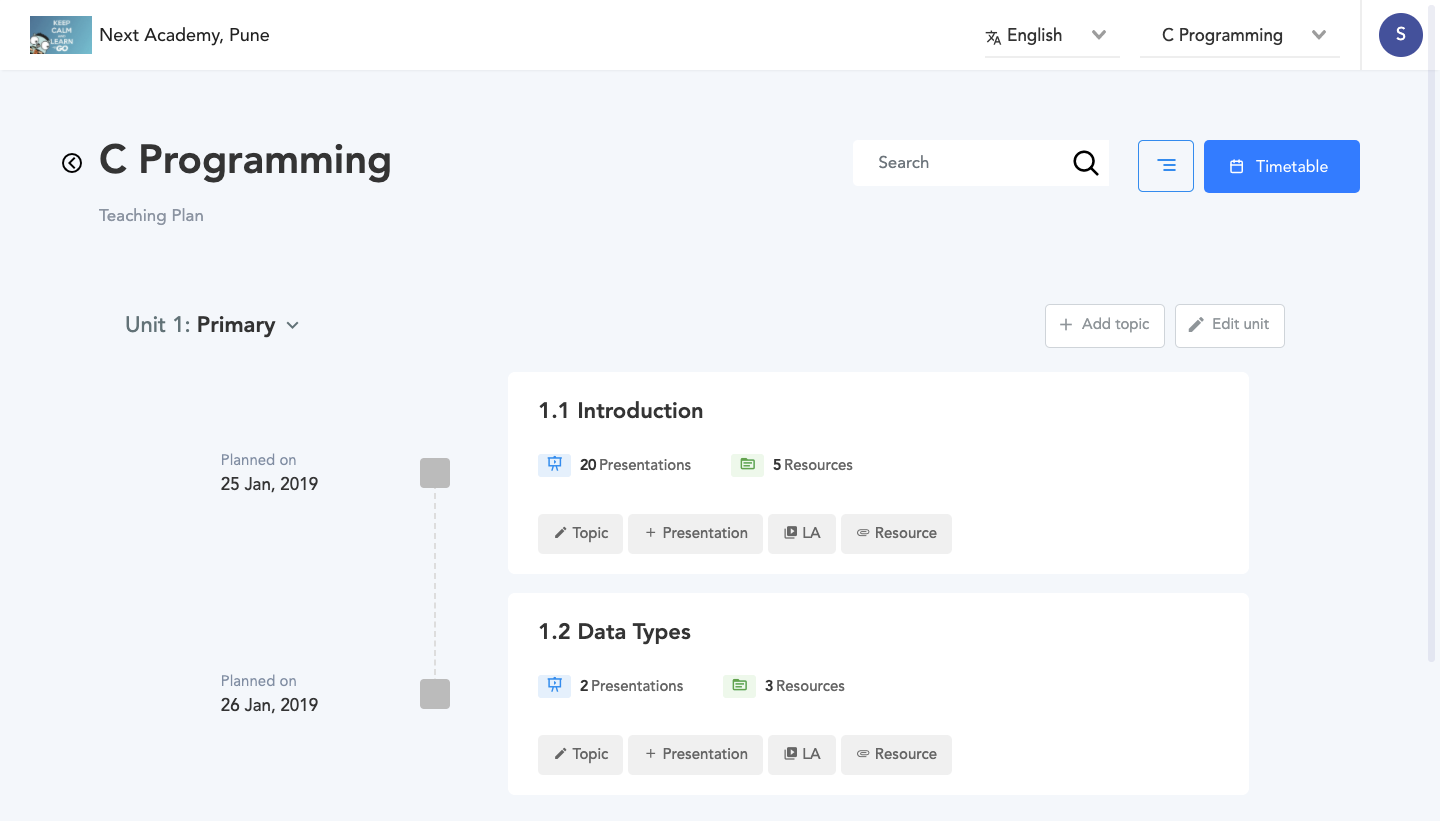 KEEP
CALM
AND
LEARN
GO
Next Academy, Pune
English
C Programming
S
C Programming
Search
Timetable
Teaching Plan
Unit 1: Primary
Add topic
Edit unit
1.1 Introduction
Planned on
25 Jan, 2019
20 Presentations
5 Resources
Topic
Presentation
LA
Resource
1.2 Data Types
Planned on
26 Jan, 2019
2 Presentations
3 Resources
Topic
Presentation
LA
Resource